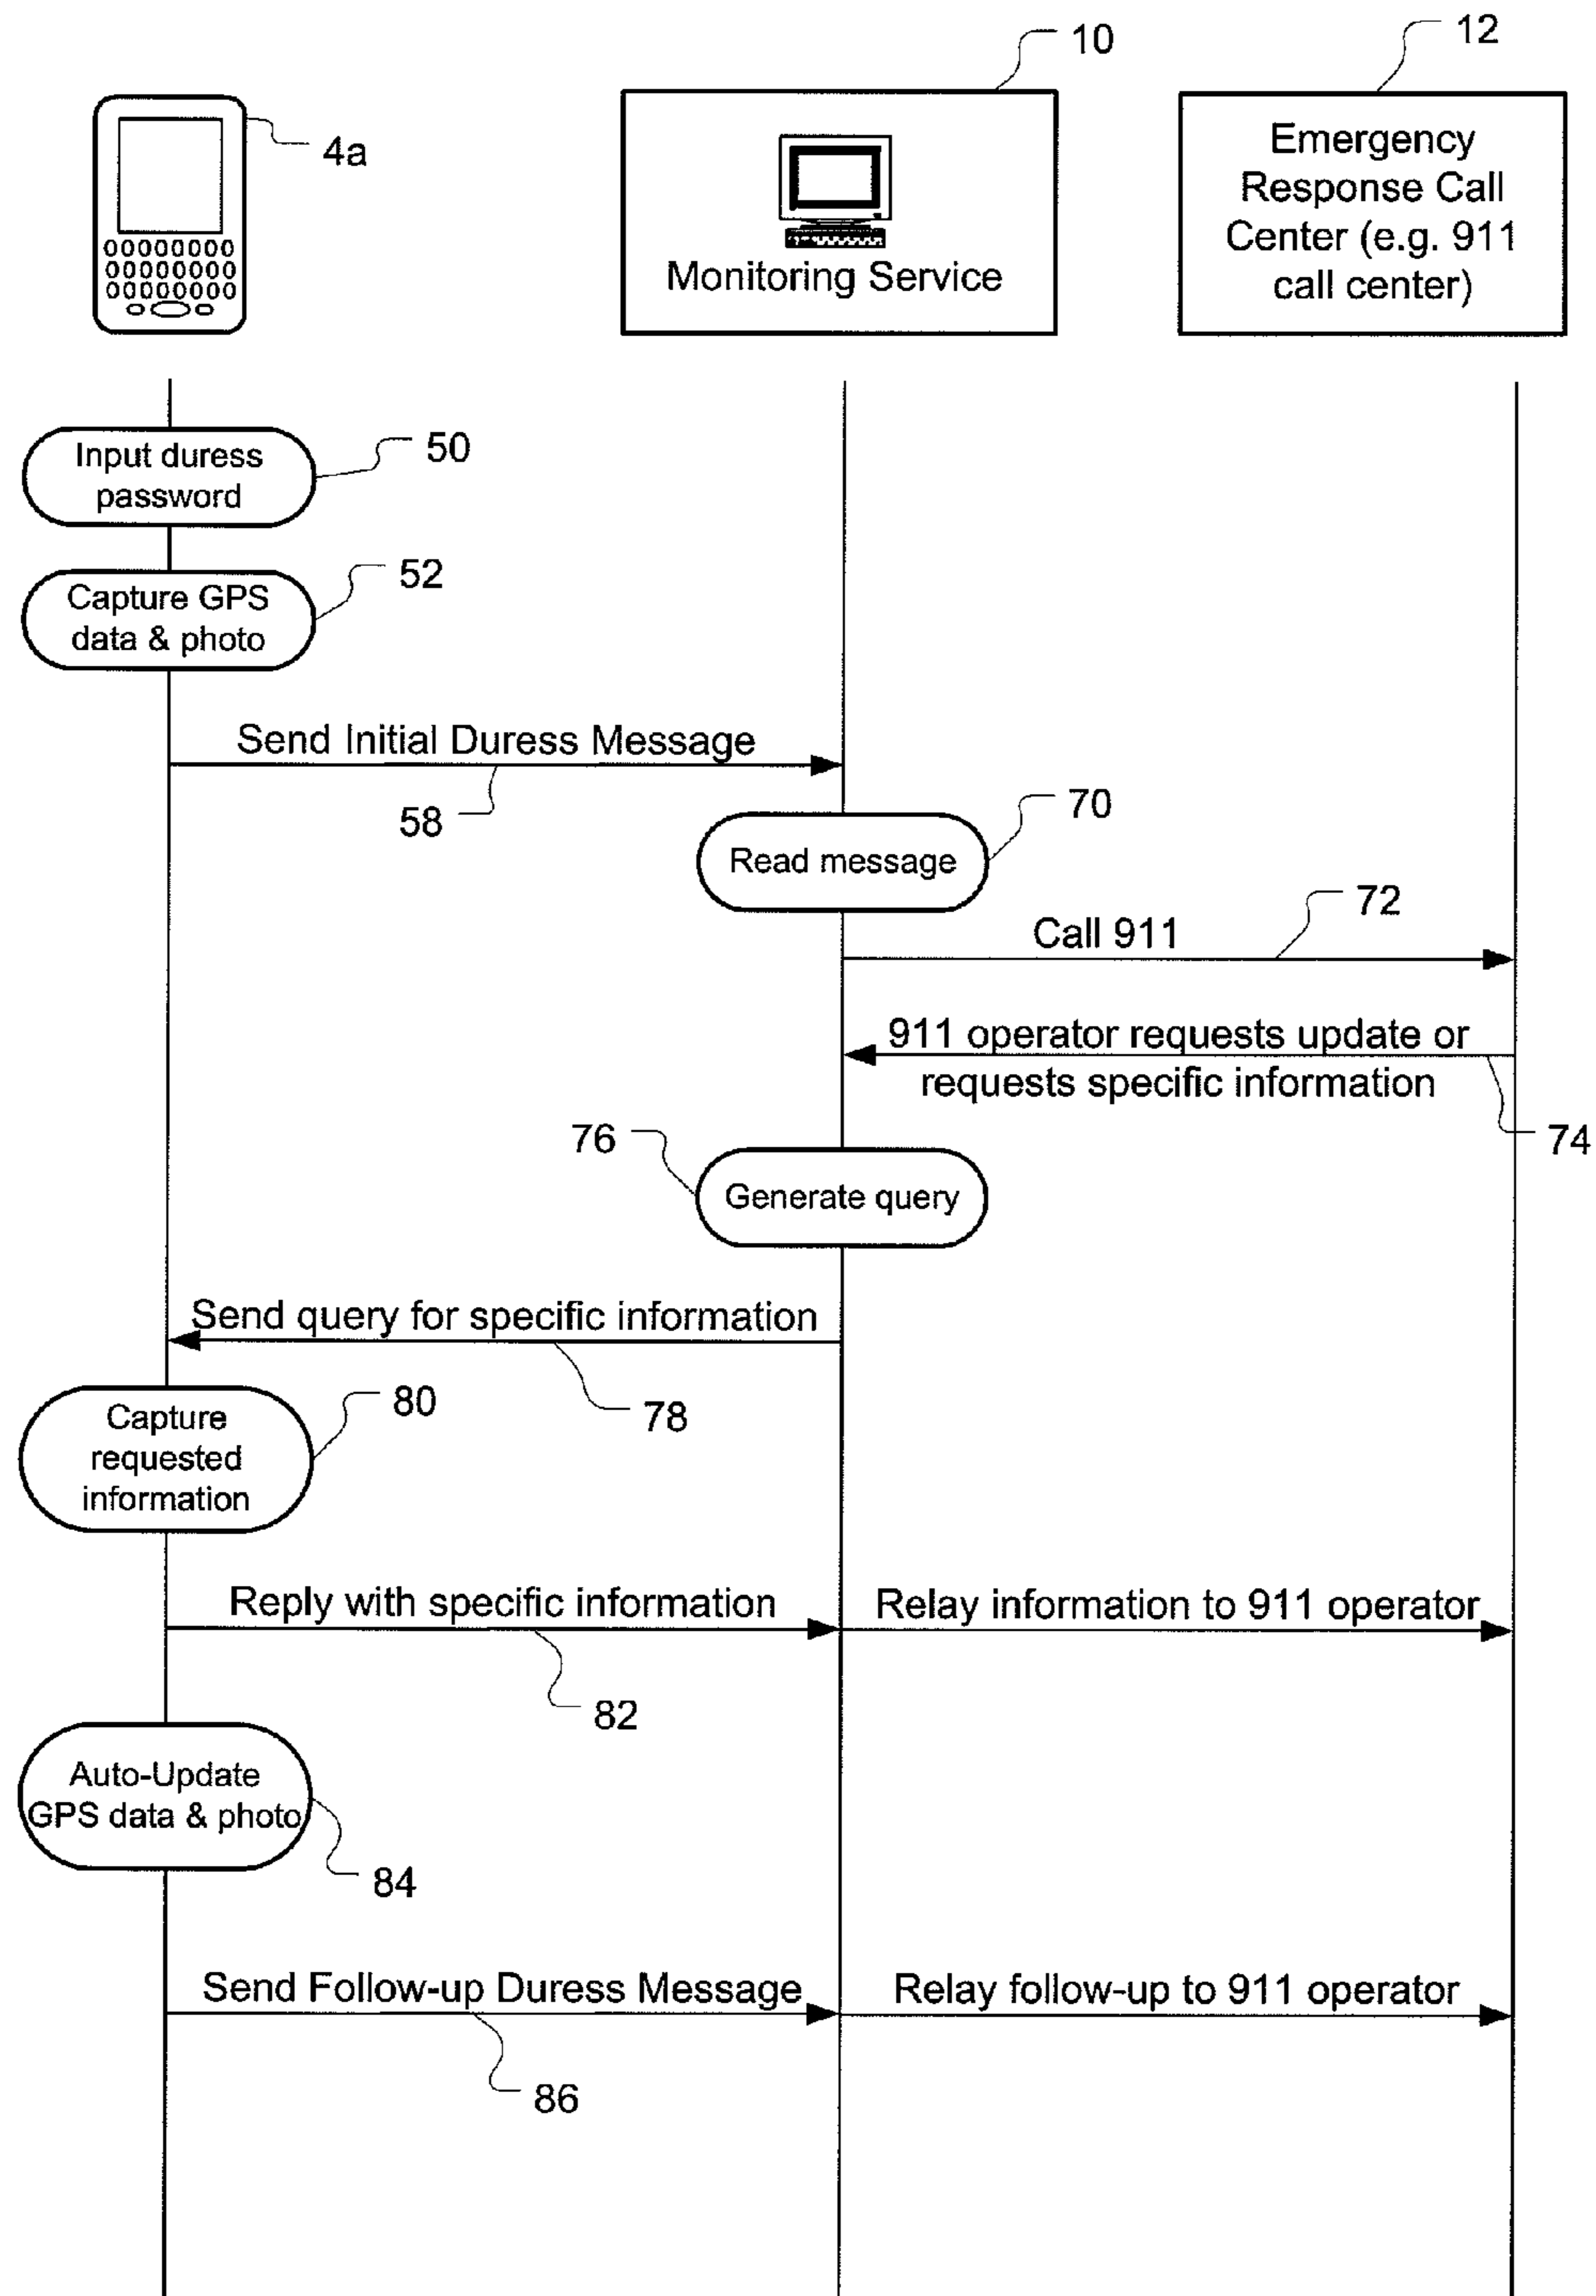 10
12
4a
Monitoring Service
Emergency
Response Call
Center (e.g. 911
call center)
Input duress
password
50
Capture GPS
data & photo
52
Send Initial Duress Message
58
Read message
70
Call 911
72
911 operator requests update or
requests specific information
74
76
Generate query
Send query for specific information
78
Capture
requested
information
80
Reply with specific information
82
Relay information to 911 operator
Auto-Update
GPS data & photo
84
Send Follow-up Duress Message
86
Relay follow-up to 911 operator